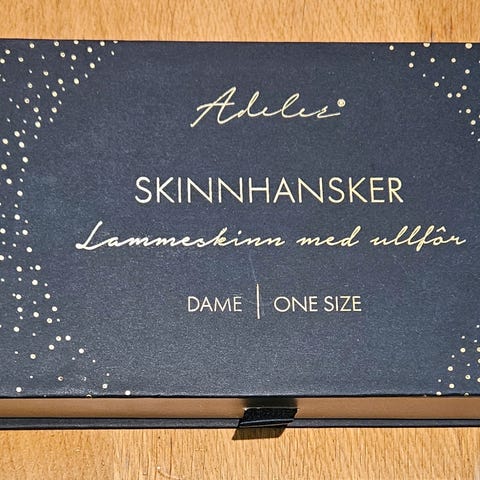 Adeles®
SKINNHANSKER
Lammeskinn med ullfôr
DAME | ONE SIZE